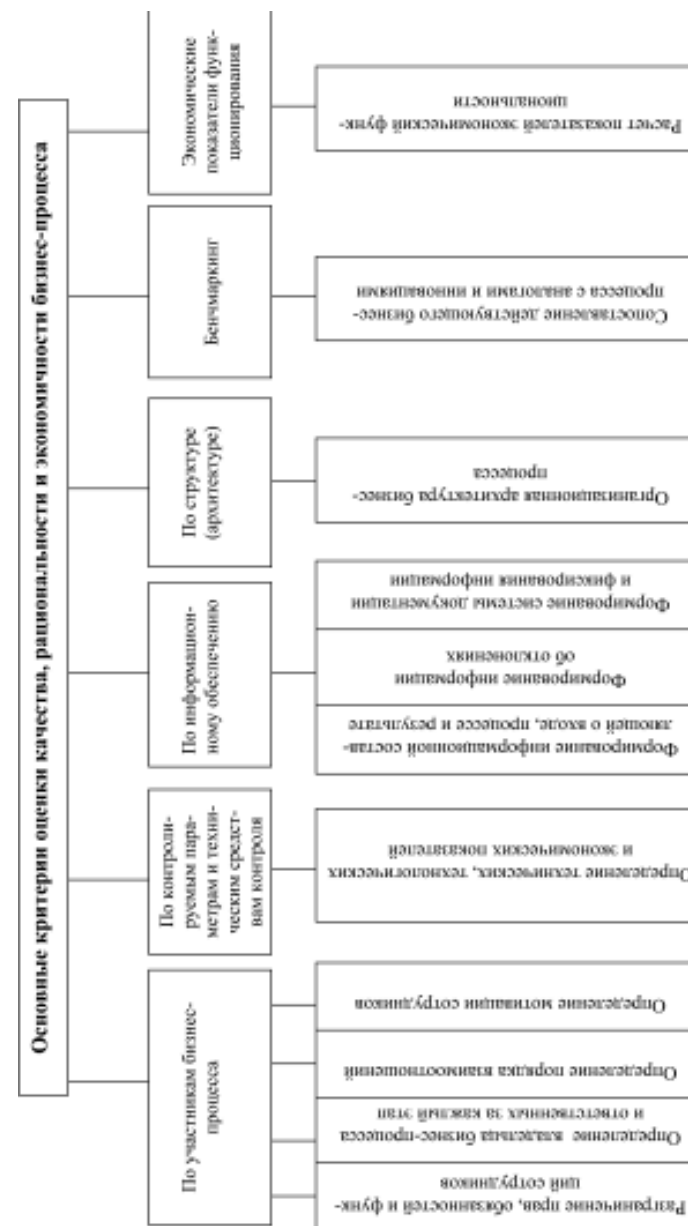 Основные критерии оценки качества, рациональности и экономичности бизнес-процесса
По участникам бизнес-
процесса
По контроли-
руемым пара-
метрам и техни-
ческим средст-
вам контроля
По информацион-
ному обеспечению
По структуре
(архитектуре)
Бенчмаркинг
Экономические
показатели функ-
ционирования
Разграничение прав, обязанностей и функ-
ций сотрудников
Определение владельца бизнес-процесса
и ответственных за каждый этап
Определение порядка взаимоотношений
Определение мотивации сотрудников
Определение технических, технологических
и экономических показателей
Формирование информационной состав-
ляющей о входе, процессе и результате
Формирование информации
об отклонениях
Формирование системы документации
и фиксирования информации
Организационная архитектура бизнес-
процесса
Сопоставление действующего бизнес-
процесса с аналогами и инновациями
Расчет показателей экономический функ-
циональности